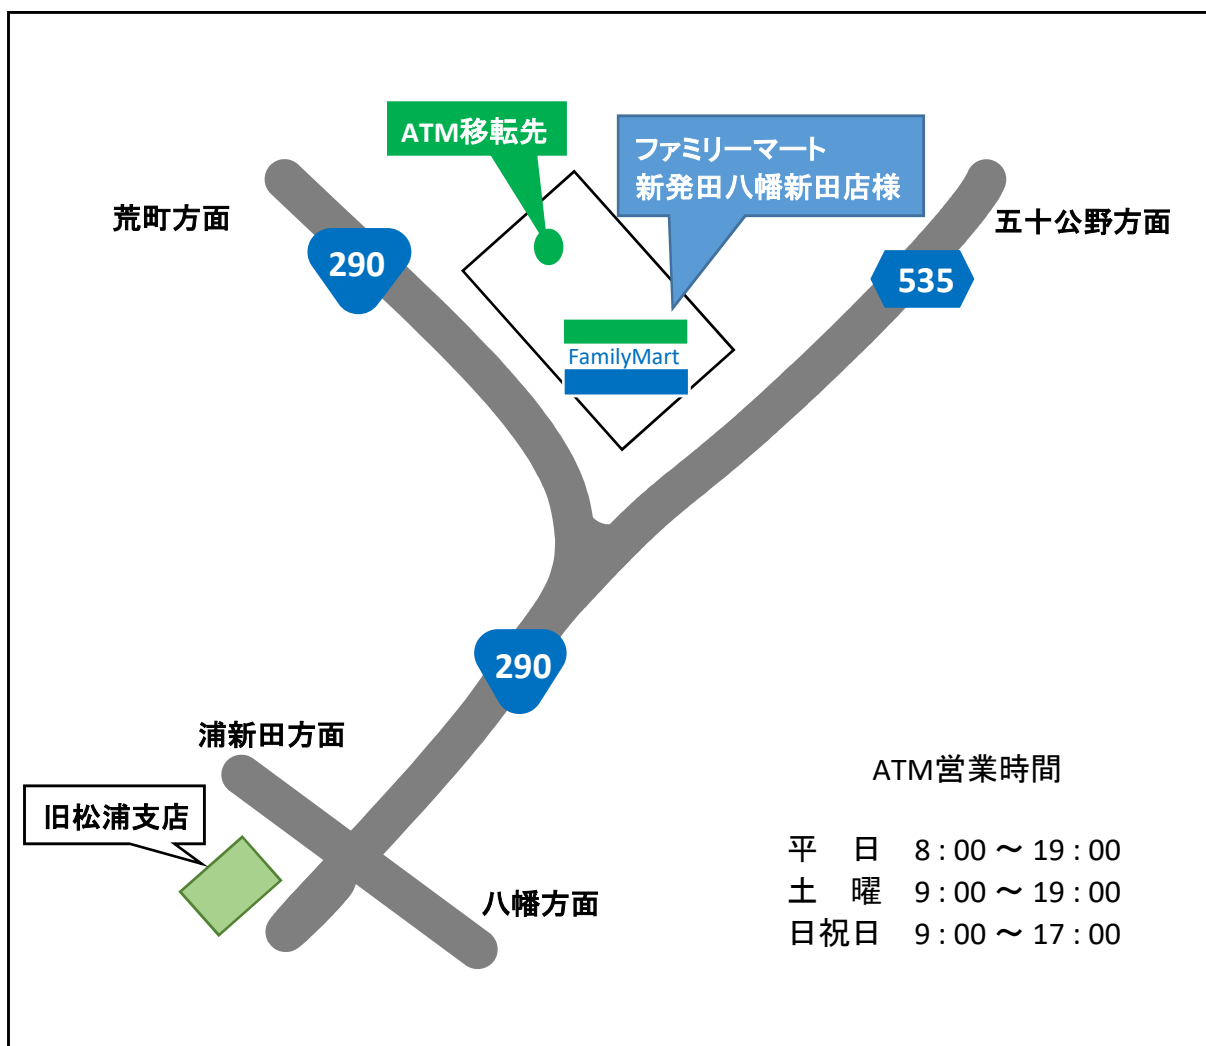 ATM移転先
ファミリーマート
新発田八幡新田店様
荒町方面
五十公野方面
290
535
FamilyMart
290
浦新田方面
旧松浦支店
八幡方面
ATM営業時間
平　日　8:00～19:00
土　曜　9:00～19:00
日祝日　9:00～17:00